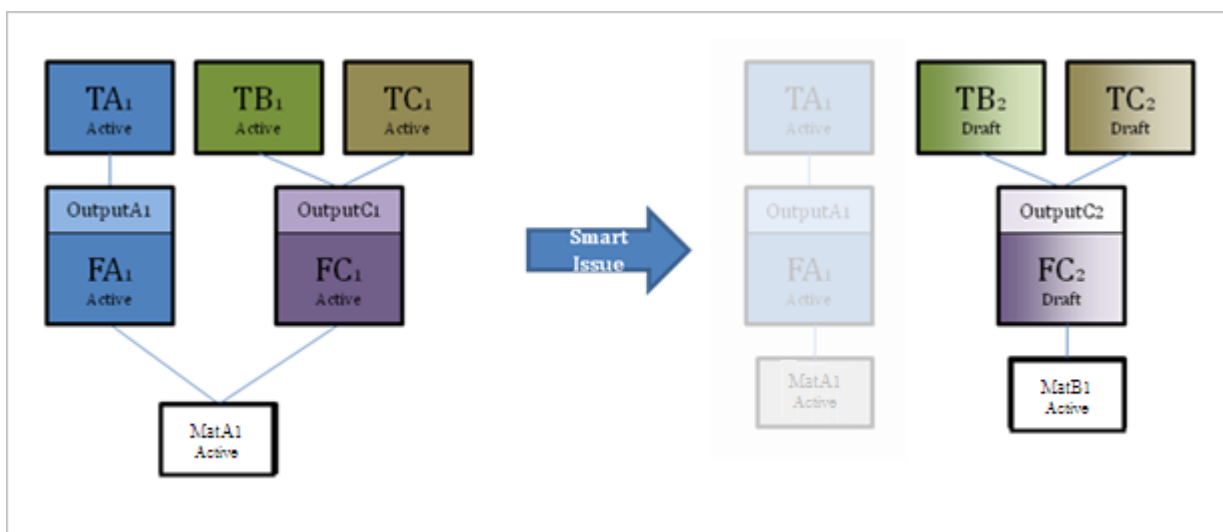 TA1
Active
TB1
Active
TC1
Active
OutputA1
FA1
Active
OutputC1
FC1
Active
MatA1
Active
Smart
Issue
TA1
Active
OutputA1
FA1
Active
MatA1
Active
TB2
Draft
TC2
Draft
OutputC2
FC2
Draft
MatB1
Active